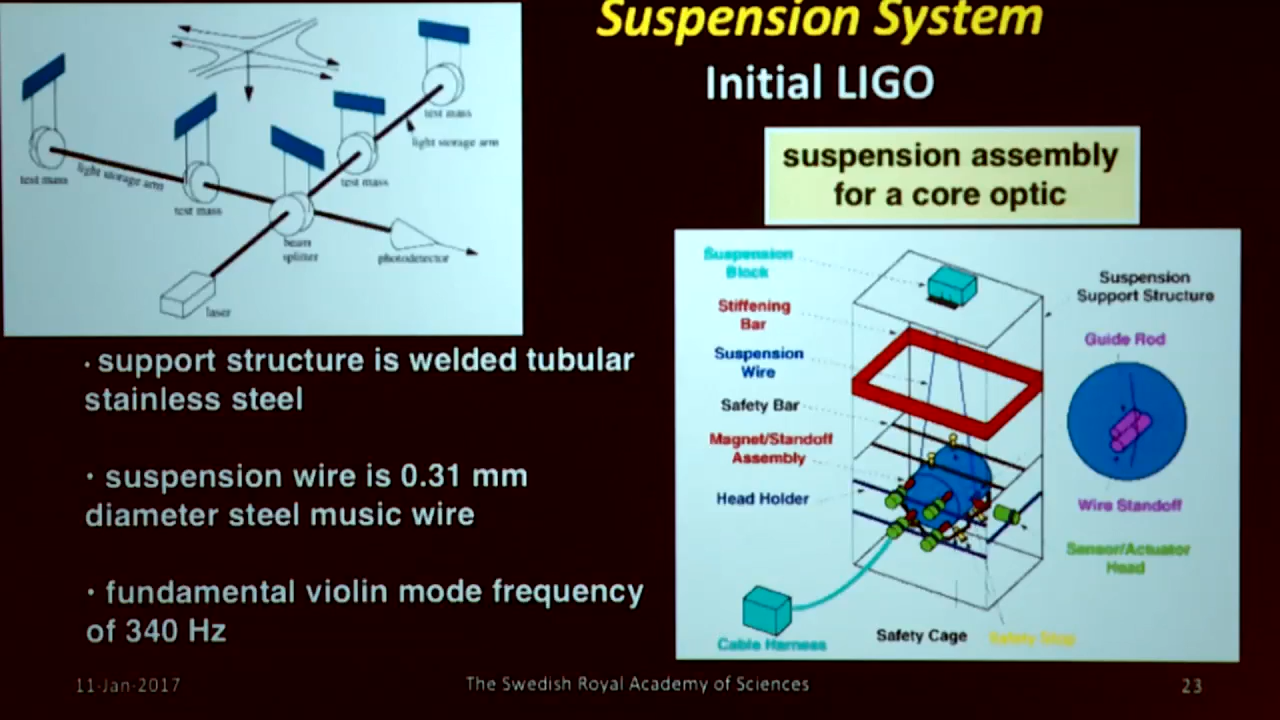 Suspension System
Initial LIGO
test mass
light storage arm
test mass
light storage arm
test mass
test mass
beam
splitter
photodetector
laser
· support structure is welded tubular
stainless steel
· suspension wire is 0.31 mm
diameter steel music wire
· fundamental violin mode frequency
of 340 Hz
suspension assembly
for a core optic
Suspension
Block
Stiffening
Bar
Suspension
Wire
Safety Bar
Magnet/Standoff
Assembly
Head Holder
Cable Harness
Safety Cage
Safety Stop
Suspension
Support Structure
Guide Rod
Wire Standoff
Sensor/Actuator
Head
11-Jan-2017
The Swedish Royal Academy of Sciences
23